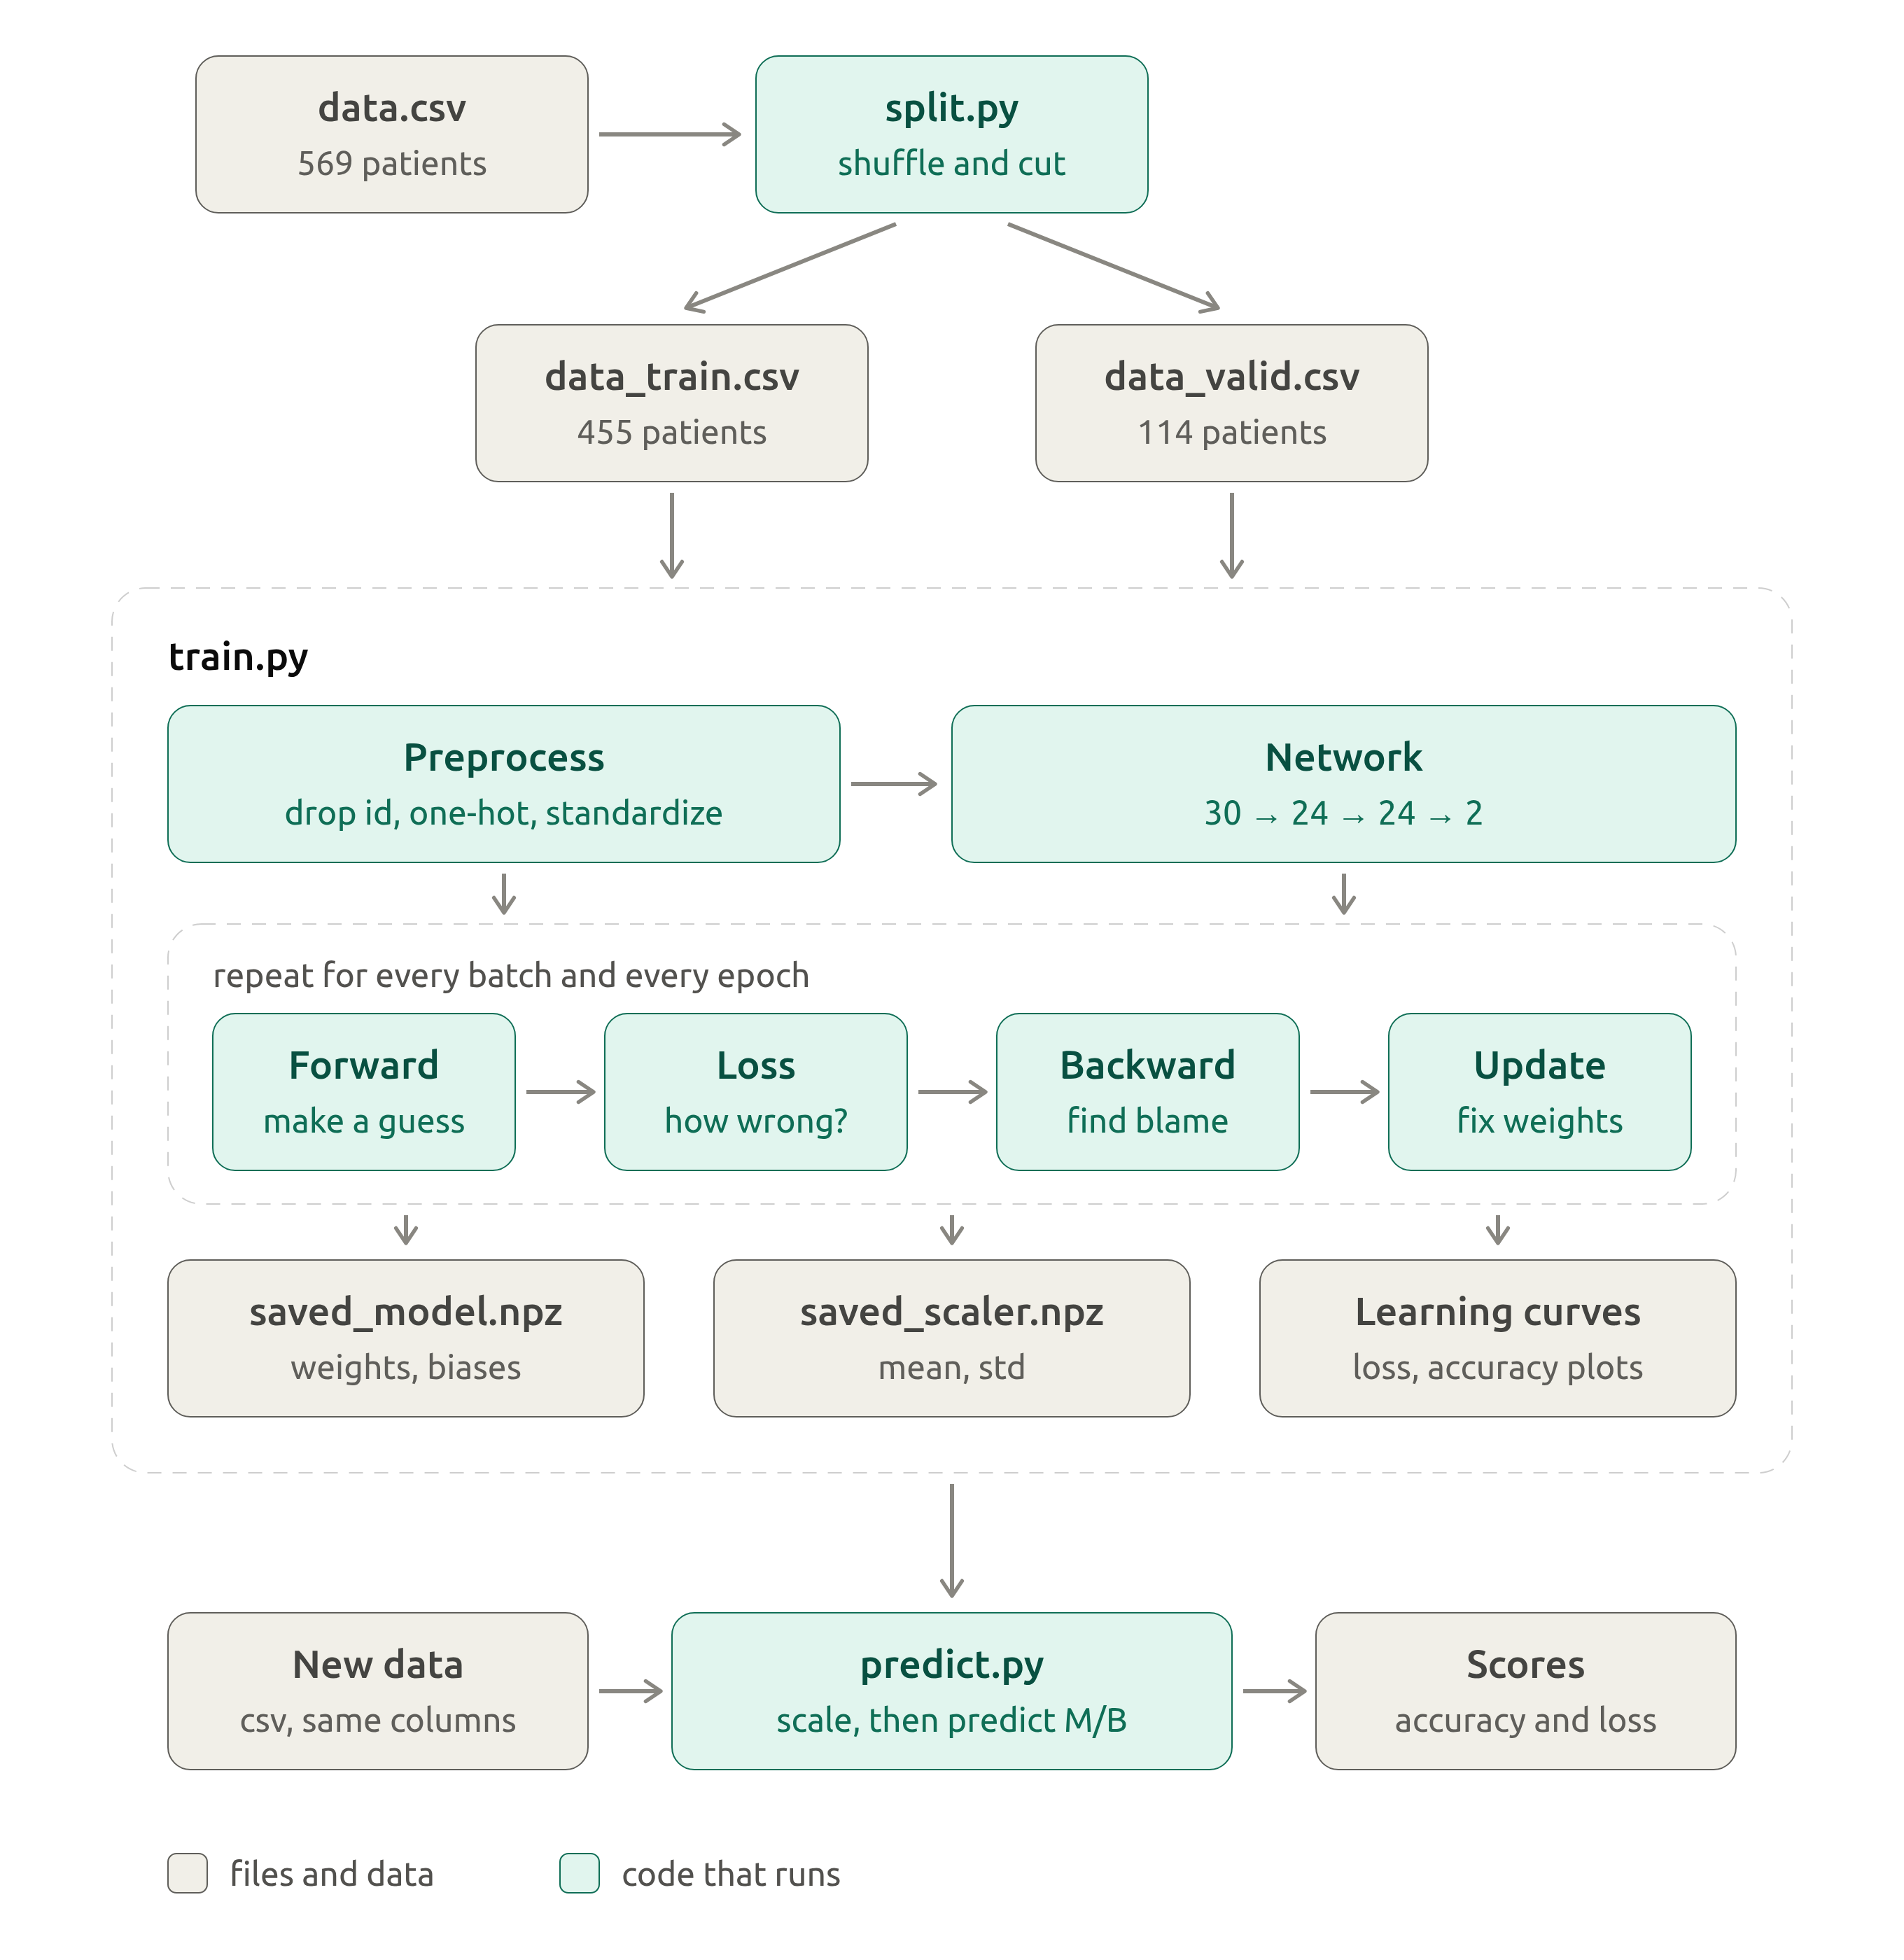 data.csv
569 patients
split.py
shuffle and cut
data_train.csv
455 patients
data_valid.csv
114 patients
train.py
Preprocess
drop id, one-hot, standardize
Network
30 → 24 → 24 → 2
repeat for every batch and every epoch
Forward
make a guess
Loss
how wrong?
Backward
find blame
Update
fix weights
saved_model.npz
weights, biases
saved_scaler.npz
mean, std
Learning curves
loss, accuracy plots
New data
csv, same columns
predict.py
scale, then predict M/B
Scores
accuracy and loss
files and data
code that runs